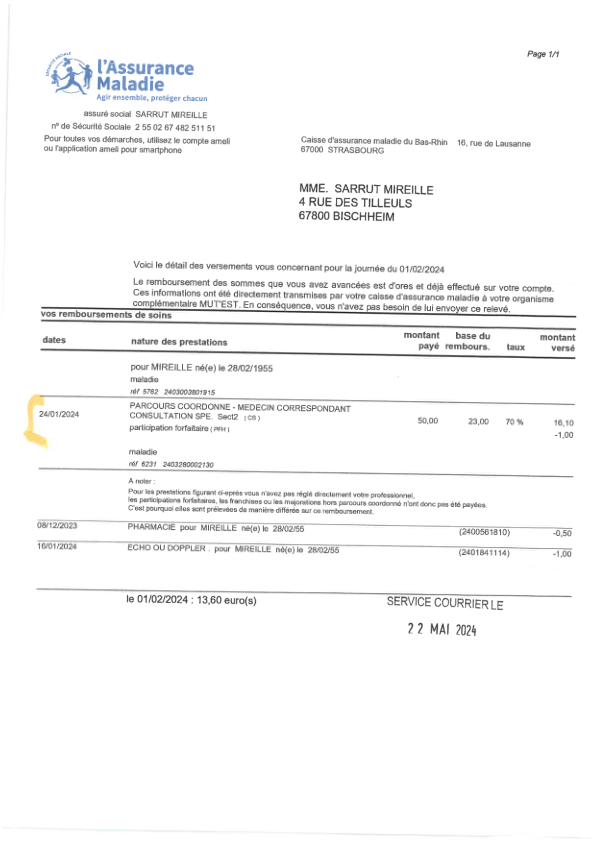 Page 1/1
SÉCURITÉ SOCIALE
l'Assurance
Maladie
Agir ensemble, protéger chacun
assuré social SARRUT MIREILLE
n° de Sécurité Sociale 2 55 02 67 482 511 51
Pour toutes vos démarches, utilisez le compte ameli
ou l'application ameli pour smartphone
Caisse d'assurance maladie du Bas-Rhin 16, rue de Lausanne
67000 STRASBOURG
MME. SARRUT MIREILLE
4 RUE DES TILLEULS
67800 BISCHHEIM
Voici le détail des versements vous concernant pour la journée du 01/02/2024
Le remboursement des sommes que vous avez avancées est d'ores et déjà effectué sur votre compte.
Ces informations ont été directement transmises par votre caisse d'assurance maladie à votre organisme
complémentaire MUT'EST. En conséquence, vous n'avez pas besoin de lui envoyer ce relevé.
vos remboursements de soins
dates nature des prestations montant payé base du rembours. taux montant versé
pour MIREILLE né(e) le 28/02/1955
maladie
réf 5762 2403003801915
24/01/2024 PARCOURS COORDONNE - MEDECIN CORRESPONDANT
CONSULTATION SPE. Sect2 ( CS ) 50,00 23,00 70 % 16,10
participation forfaitaire ( PFH ) -1,00
maladie
réf 6231 2403280002130
A noter :
Pour les prestations figurant ci-après vous n'avez pas réglé directement votre professionnel,
les participations forfaitaires, les franchises ou les majorations hors parcours coordonné n'ont donc pas été payées.
C'est pourquoi elles sont prélevées de manière différée sur ce remboursement.
08/12/2023 PHARMACIE pour MIREILLE né(e) le 28/02/55 (2400561810) -0,50
16/01/2024 ECHO OU DOPPLER . pour MIREILLE né(e) le 28/02/55 (2401841114) -1,00
le 01/02/2024 : 13,60 euro(s)
SERVICE COURRIER LE
22 MAI 2024